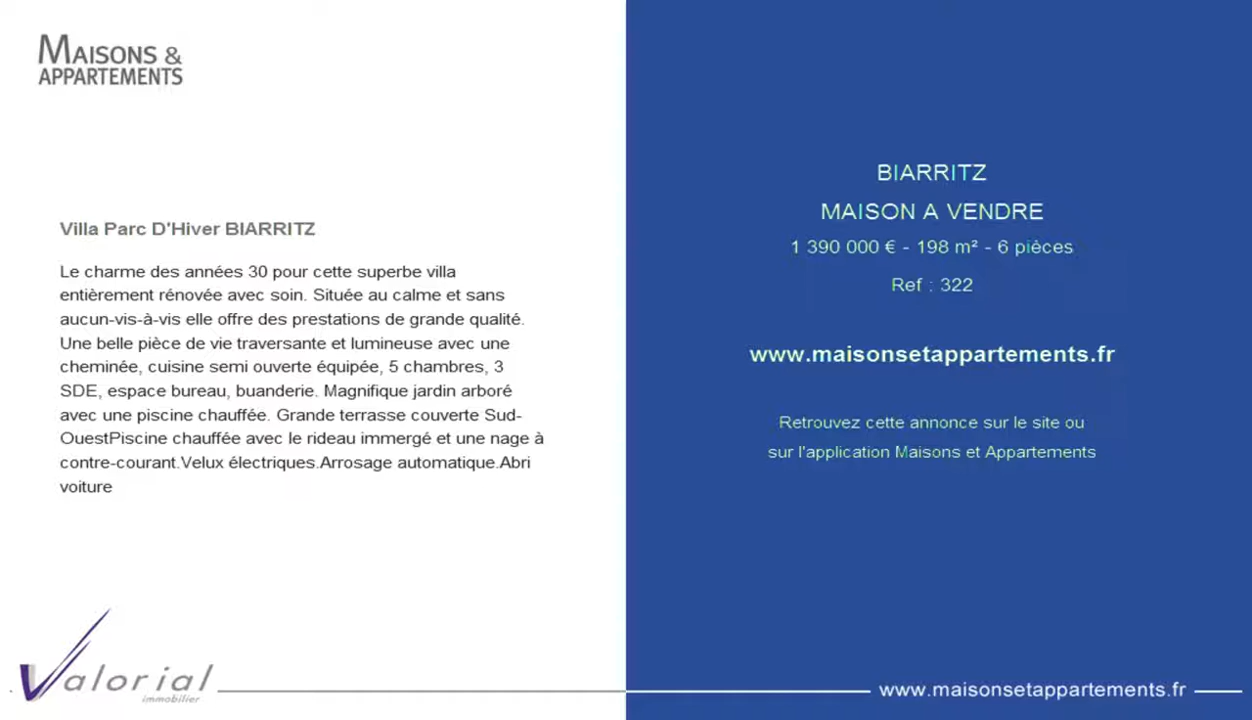 MAISONS &
APPARTEMENTS
Villa Parc D'Hiver BIARRITZ
Le charme des années 30 pour cette superbe villa
entièrement rénovée avec soin. Située au calme et sans
aucun-vis-à-vis elle offre des prestations de grande qualité.
Une belle pièce de vie traversante et lumineuse avec une
cheminée, cuisine semi ouverte équipée, 5 chambres, 3
SDE, espace bureau, buanderie. Magnifique jardin arboré
avec une piscine chauffée. Grande terrasse couverte Sud-
OuestPiscine chauffée avec le rideau immergé et une nage à
contre-courant.Velux électriques.Arrosage automatique.Abri
voiture
Valorial
immobilier
BIARRITZ
MAISON A VENDRE
1 390 000 € - 198 m² - 6 pièces
Ref : 322
www.maisonsetappartements.fr
Retrouvez cette annonce sur le site ou
sur l'application Maisons et Appartements
www.maisonsetappartements.fr